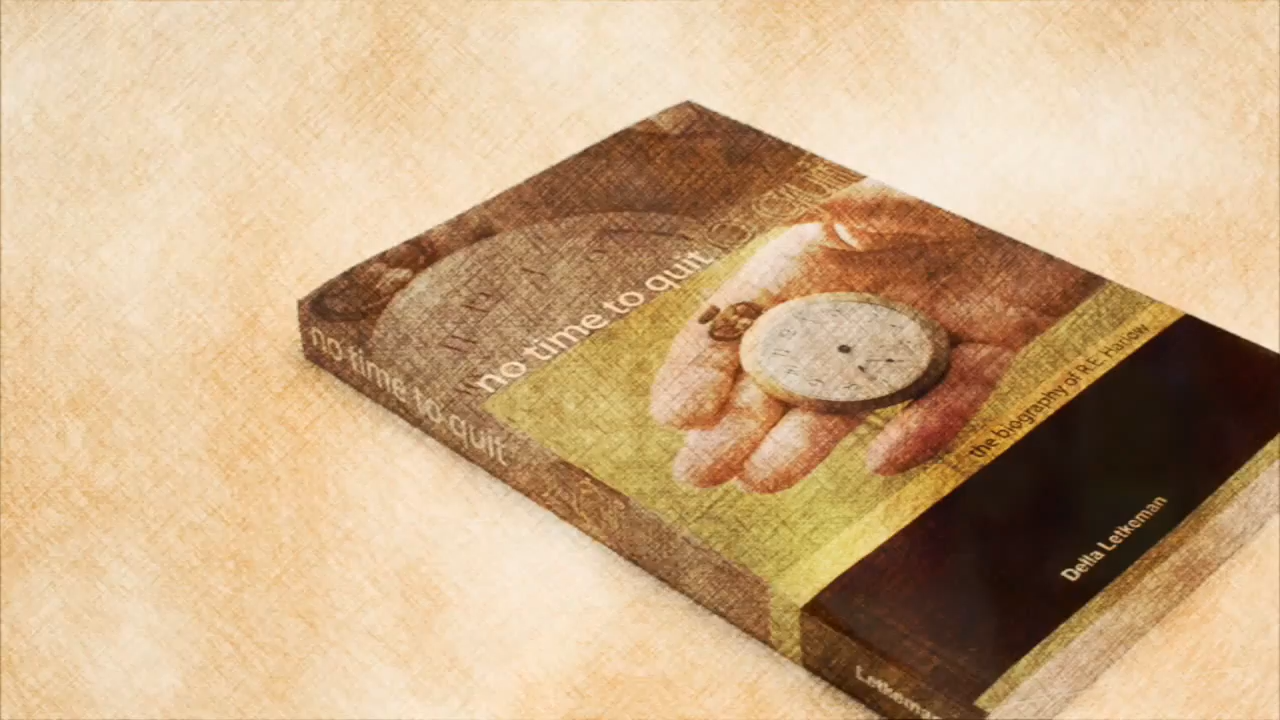 no time to quit
the biography of R.E. Harlow
Della Letkeman
no time to quit
Letkeman